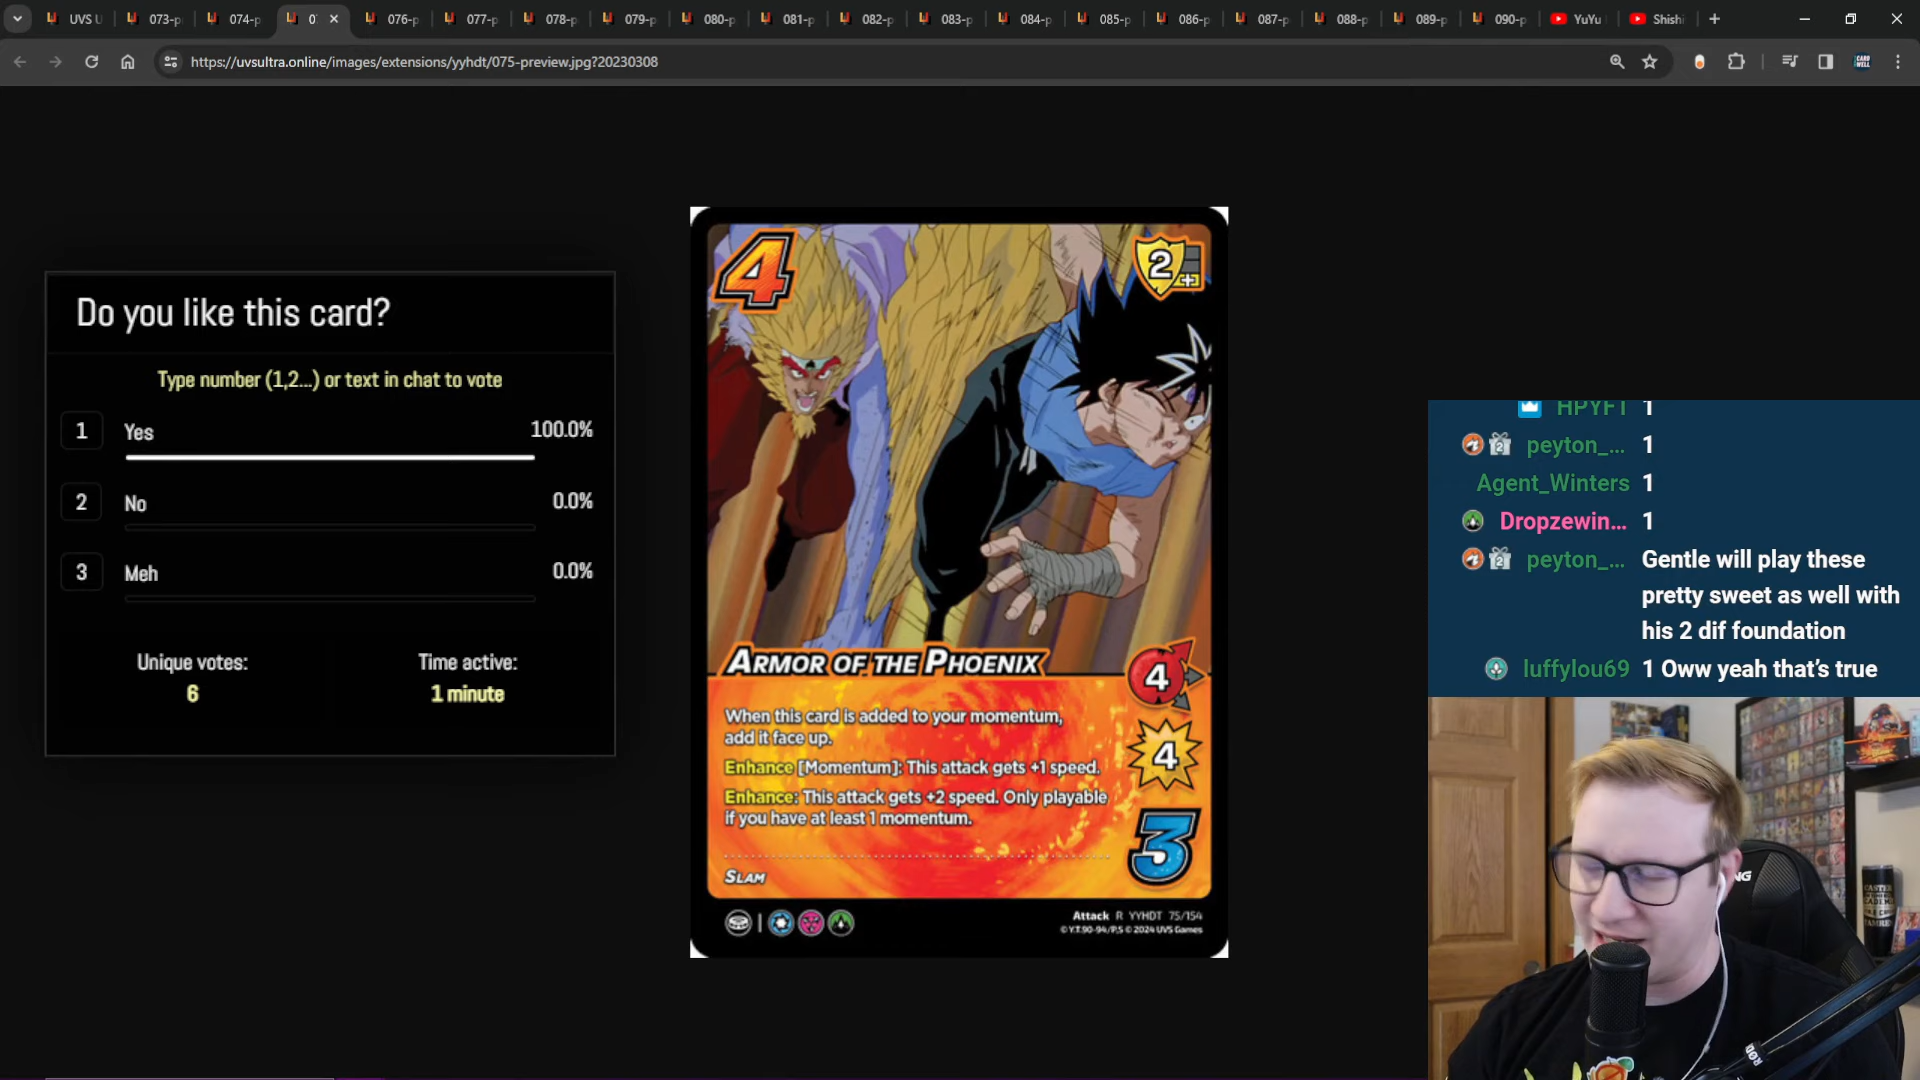 UVS U
073-p
074-p
0
076-p
077-p
078-p
079-p
080-p
081-p
082-p
083-p
084-p
085-p
086-p
087-p
088-p
089-p
090-p
YuYu
Shishi
https://uvsultra.online/images/extensions/yyhdt/075-preview.jpg?20230308
Do you like this card?
Type number (1,2...) or text in chat to vote
1 Yes 100.0%
2 No 0.0%
3 Meh 0.0%
Unique votes: Time active:
6 1 minute
4
2
ARMOR OF THE PHOENIX
4
When this card is added to your momentum,
add it face up.
Enhance [Momentum]: This attack gets +1 speed.
4
Enhance: This attack gets +2 speed. Only playable
if you have at least 1 momentum.
3
SLAM
Attack R YYHDT 75/154
© Y.T.90-94/P,S © 2024 UVS Games
HPYFT 1
peyton_... 1
Agent_Winters 1
Dropzewin... 1
peyton_... Gentle will play these
pretty sweet as well with
his 2 dif foundation
luffylou69 1 Oww yeah that's true
CASTER